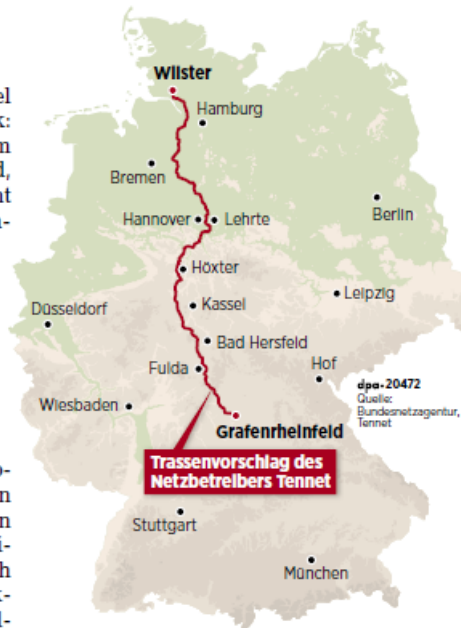 Wilster
Hamburg
Bremen
Hannover
Lehrte
Berlin
Höxter
Leipzig
Kassel
Düsseldorf
Bad Hersfeld
Hof
Fulda
dpa•20472
Quelle:
Bundesnetzagentur,
Tennet
Wiesbaden
Grafenrheinfeld
Trassenvorschlag des
Netzbetreibers Tennet
Stuttgart
München